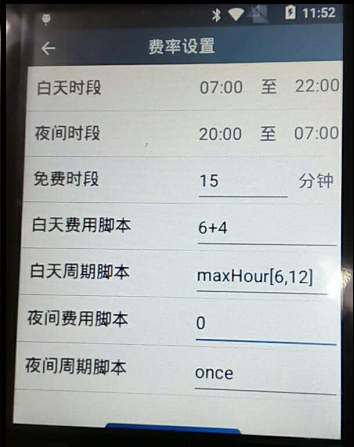 11:52
费率设置
白天时段 07:00 至 22:00
夜间时段 20:00 至 07:00
免费时段 15 分钟
白天费用脚本 6+4
白天周期脚本 maxHour[6,12]
夜间费用脚本 0
夜间周期脚本 once